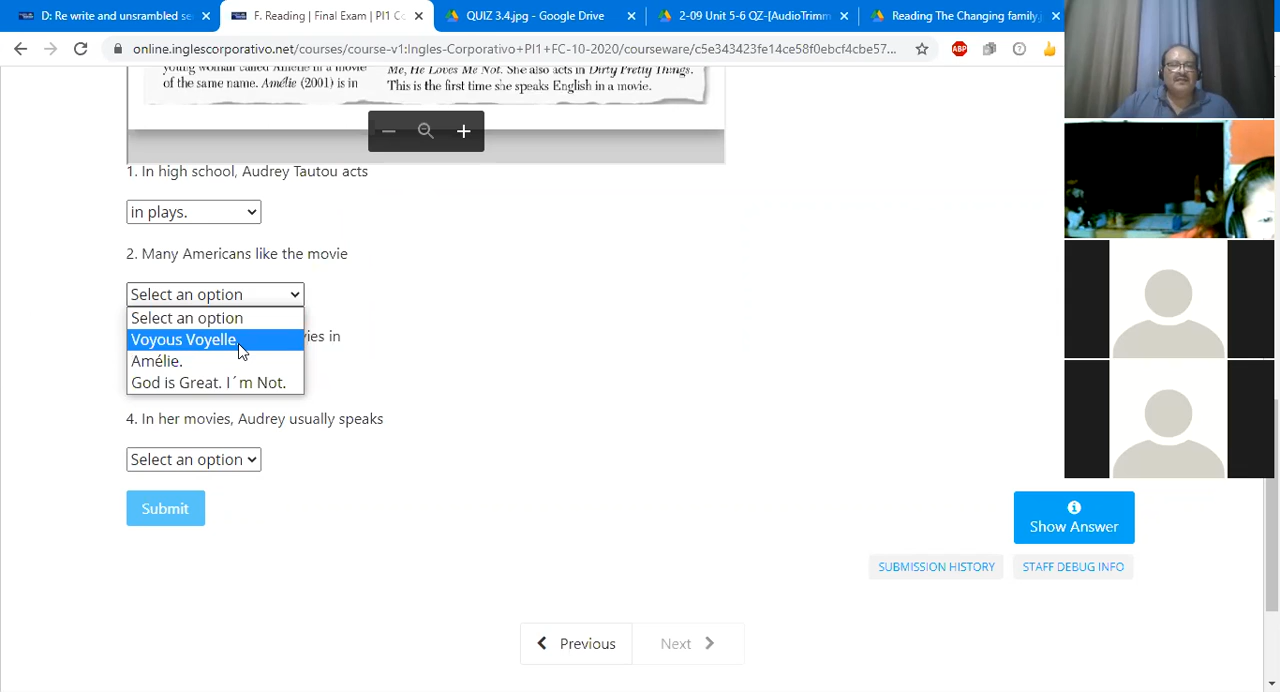 D: Re write and unsrambled se
F. Reading | Final Exam | PI1 Co
QUIZ 3.4.jpg - Google Drive
2-09 Unit 5-6 QZ-[AudioTrimm
Reading The Changing family.
online.inglescorporativo.net/courses/course-v1:Ingles-Corporativo+PI1+FC-10-2020/courseware/c5e343423fe14ce58f0ebcf4cbe57...
ABP
young woman called Amélie in a movie
of the same name. Amélie (2001) is in
Me, He Loves Me Not. She also acts in Dirty Pretty Things.
This is the first time she speaks English in a movie.
1. In high school, Audrey Tautou acts
in plays.
2. Many Americans like the movie
Select an option
Select an option
Voyous Voyelle.
Amélie.
God is Great. I´m Not.
vies in
4. In her movies, Audrey usually speaks
Select an option
Submit
Show Answer
SUBMISSION HISTORY
STAFF DEBUG INFO
Previous
Next